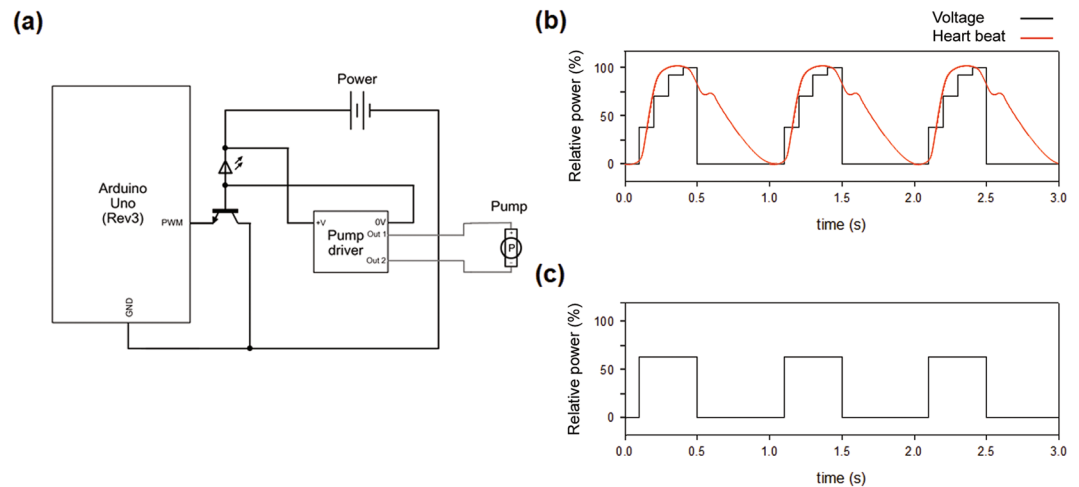 (a)
Power
Arduino
Uno
(Rev3)
PWM
GND
+V
0V
Out 1
Pump
driver
Out 2
Pump
+
P
-
(b)
Voltage
Heart beat
Relative power (%)
100
50
0
0.0 0.5 1.0 1.5 2.0 2.5 3.0
time (s)
(c)
Relative power (%)
100
50
0
0.0 0.5 1.0 1.5 2.0 2.5 3.0
time (s)